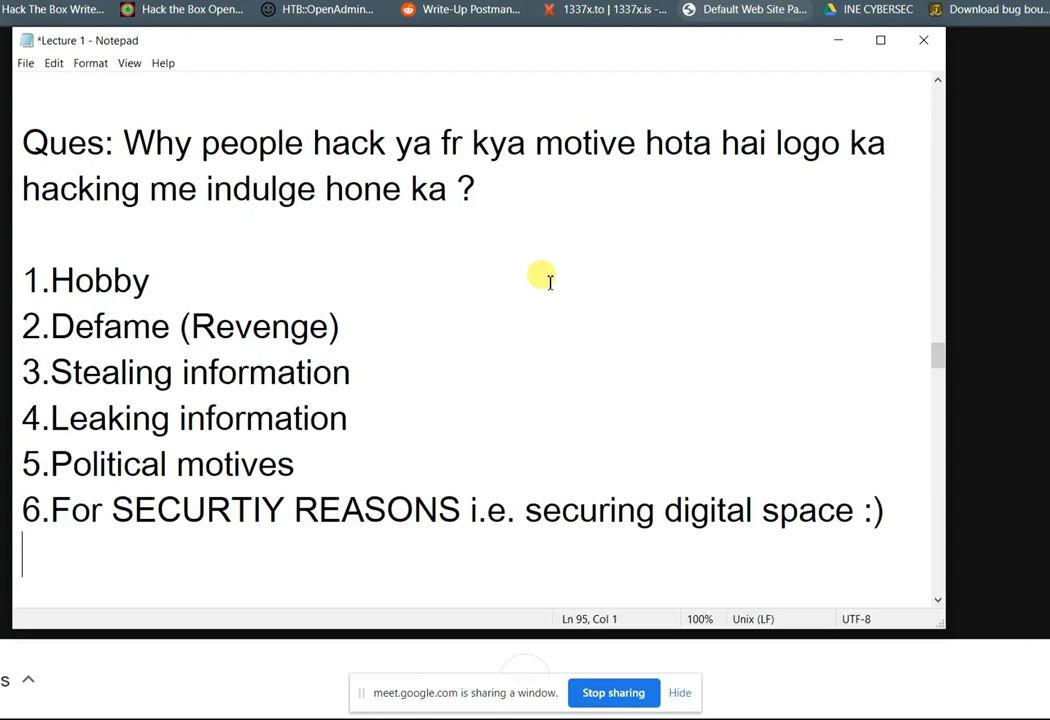 Hack The Box Write... Hack the Box Open... HTB::OpenAdmin... Write-Up Postman... 1337x.to | 1337x.is -... Default Web Site Pa... INE CYBERSEC Download bug bou...
*Lecture 1 - Notepad
File Edit Format View Help
Ques: Why people hack ya fr kya motive hota hai logo ka
hacking me indulge hone ka ?
1.Hobby
2.Defame (Revenge)
3.Stealing information
4.Leaking information
5.Political motives
6.For SECURTIY REASONS i.e. securing digital space :)
Ln 95, Col 1 100% Unix (LF) UTF-8
s
meet.google.com is sharing a window. Stop sharing Hide